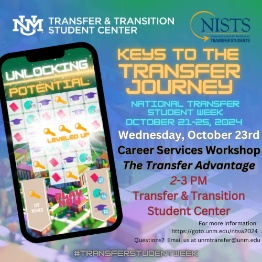 UNM TRANSFER & TRANSITION
STUDENT CENTER
NISTS
UNLOCKING
POTENTIAL
LEVELED UP
KEYS TO THE
TRANSFER
JOURNEY
NATIONAL TRANSFER
STUDENT WEEK
OCTOBER 21-25, 2024
Wednesday, October 23rd
Career Services Workshop
The Transfer Advantage
2-3 PM
Transfer & Transition
Student Center
For more information:
https://goto.unm.edu/ntsw2024
Questions? Email us at unmtransfer@unm.edu
#TRANSFERSTUDENTWEEK